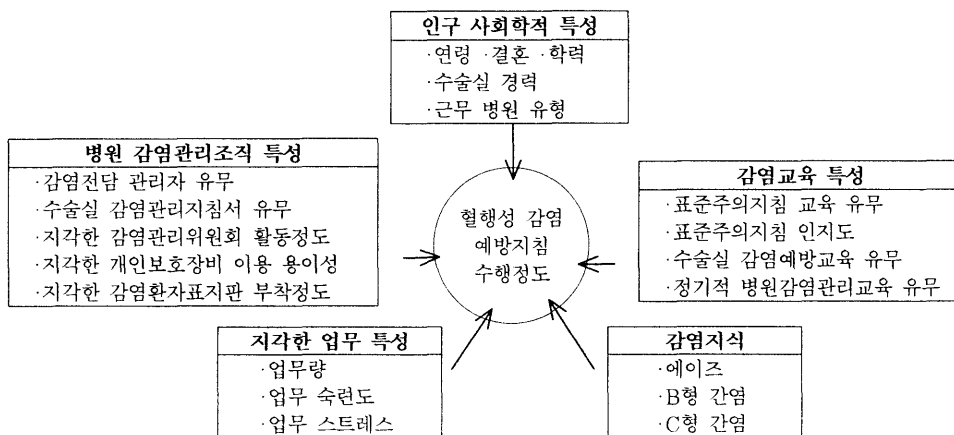 인구 사회학적 특성
·연령 ·결혼 ·학력
·수술실 경력
·근무 병원 유형
병원 감염관리조직 특성
·감염전담 관리자 유무
·수술실 감염관리지침서 유무
·지각한 감염관리위원회 활동정도
·지각한 개인보호장비 이용 용이성
·지각한 감염환자표지판 부착정도
혈행성 감염
예방지침
수행정도
감염교육 특성
·표준주의지침 교육 유무
·표준주의지침 인지도
·수술실 감염예방교육 유무
·정기적 병원감염관리교육 유무
지각한 업무 특성
·업무량
·업무 숙련도
·업무 스트레스
감염지식
·에이즈
·B형 간염
·C형 간염